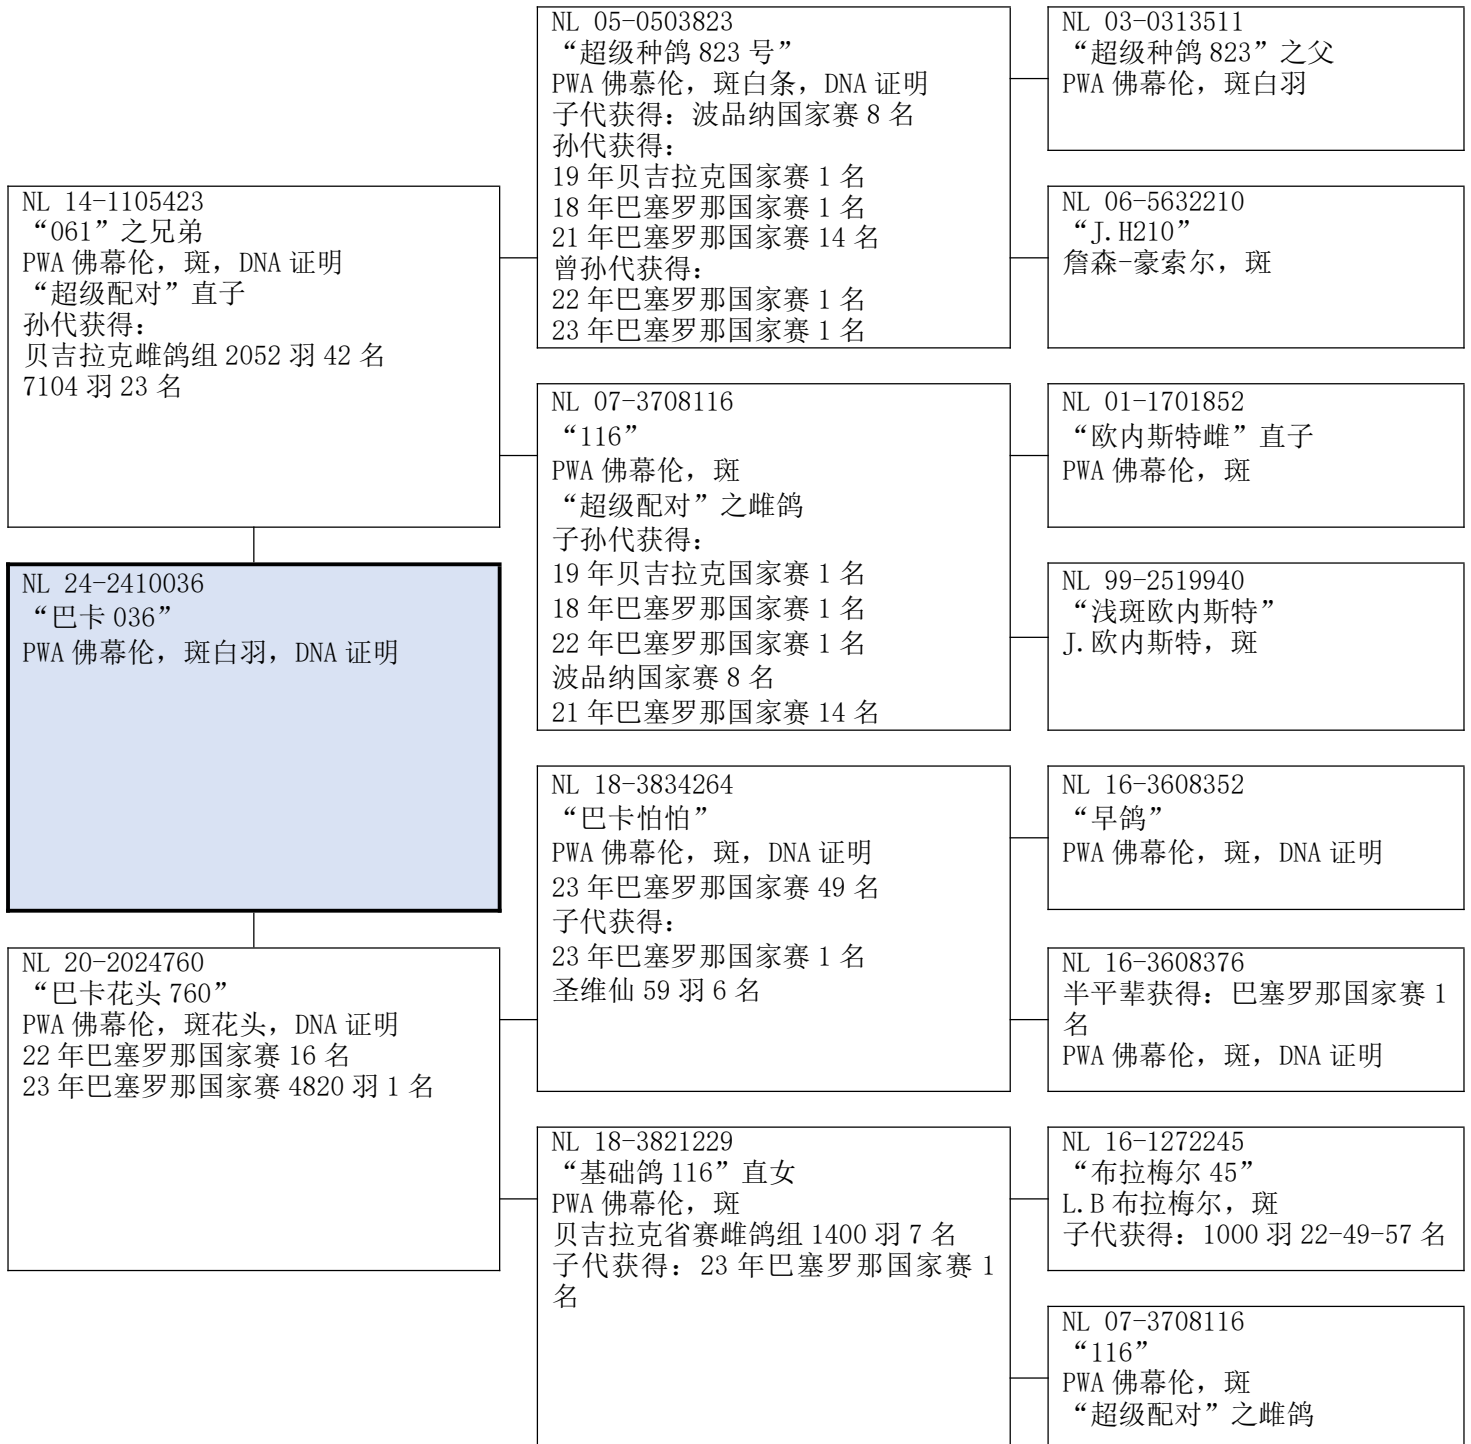 NL 14-1105423
“061”之兄弟
PWA 佛幕伦，斑，DNA 证明
“超级配对”直子
孙代获得：
贝吉拉克雌鸽组 2052 羽 42 名
7104 羽 23 名
NL 24-2410036
“巴卡 036”
PWA 佛幕伦，斑白羽，DNA 证明
NL 20-2024760
“巴卡花头 760”
PWA 佛幕伦，斑花头，DNA 证明
22 年巴塞罗那国家赛 16 名
23 年巴塞罗那国家赛 4820 羽 1 名
NL 05-0503823
“超级种鸽 823 号”
PWA 佛慕伦，斑白条，DNA 证明
子代获得：波品纳国家赛 8 名
孙代获得：
19 年贝吉拉克国家赛 1 名
18 年巴塞罗那国家赛 1 名
21 年巴塞罗那国家赛 14 名
曾孙代获得：
22 年巴塞罗那国家赛 1 名
23 年巴塞罗那国家赛 1 名
NL 07-3708116
“116”
PWA 佛幕伦，斑
“超级配对”之雌鸽
子孙代获得：
19 年贝吉拉克国家赛 1 名
18 年巴塞罗那国家赛 1 名
22 年巴塞罗那国家赛 1 名
波品纳国家赛 8 名
21 年巴塞罗那国家赛 14 名
NL 18-3834264
“巴卡怕怕”
PWA 佛幕伦，斑，DNA 证明
23 年巴塞罗那国家赛 49 名
子代获得：
23 年巴塞罗那国家赛 1 名
圣维仙 59 羽 6 名
NL 18-3821229
“基础鸽 116”直女
PWA 佛幕伦，斑
贝吉拉克省赛雌鸽组 1400 羽 7 名
子代获得：23 年巴塞罗那国家赛 1
名
NL 03-0313511
“超级种鸽 823”之父
PWA 佛幕伦，斑白羽
NL 06-5632210
“J.H210”
詹森-豪索尔，斑
NL 01-1701852
“欧内斯特雌”直子
PWA 佛幕伦，斑
NL 99-2519940
“浅斑欧内斯特”
J.欧内斯特，斑
NL 16-3608352
“早鸽”
PWA 佛幕伦，斑，DNA 证明
NL 16-3608376
半平辈获得：巴塞罗那国家赛 1
名
PWA 佛幕伦，斑，DNA 证明
NL 16-1272245
“布拉梅尔 45”
L.B 布拉梅尔，斑
子代获得：1000 羽 22-49-57 名
NL 07-3708116
“116”
PWA 佛幕伦，斑
“超级配对”之雌鸽